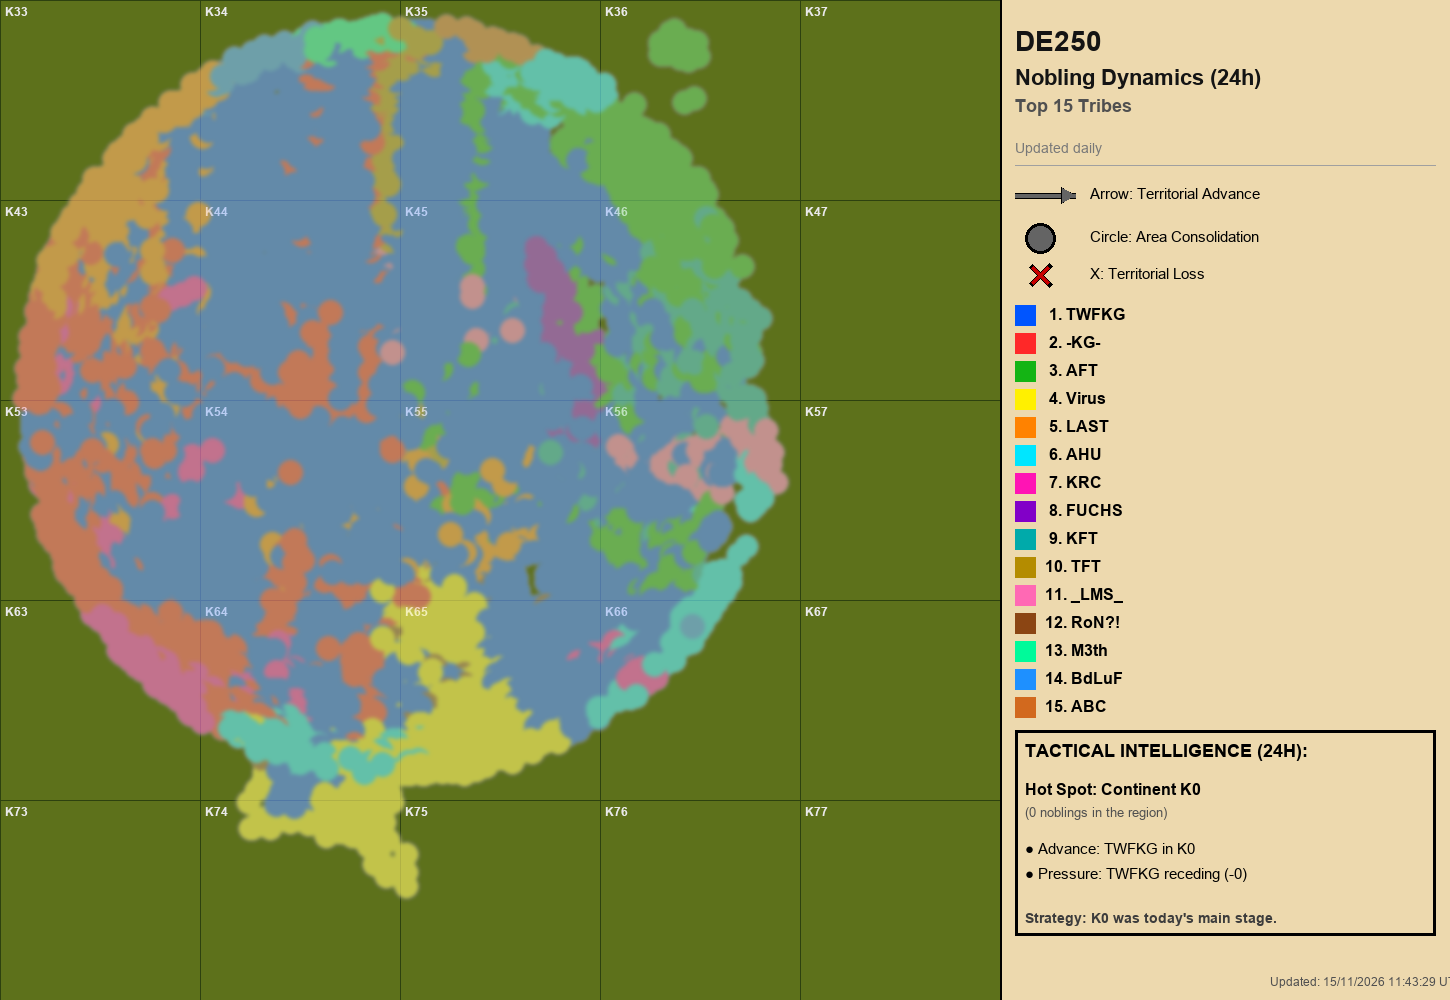 K33
K34
K35
K36
K37
K43
K44
K45
K46
K47
K53
K54
K55
K56
K57
K63
K64
K65
K66
K67
K73
K74
K75
K76
K77
DE250
Nobling Dynamics (24h)
Top 15 Tribes
Updated daily
Arrow: Territorial Advance
Circle: Area Consolidation
X: Territorial Loss
1. TWFKG
2. -KG-
3. AFT
4. Virus
5. LAST
6. AHU
7. KRC
8. FUCHS
9. KFT
10. TFT
11. _LMS_
12. RoN?!
13. M3th
14. BdLuF
15. ABC
TACTICAL INTELLIGENCE (24H):
Hot Spot: Continent K0
(0 noblings in the region)
● Advance: TWFKG in K0
● Pressure: TWFKG receding (-0)
Strategy: K0 was today's main stage.
Updated: 15/11/2026 11:43:29 U